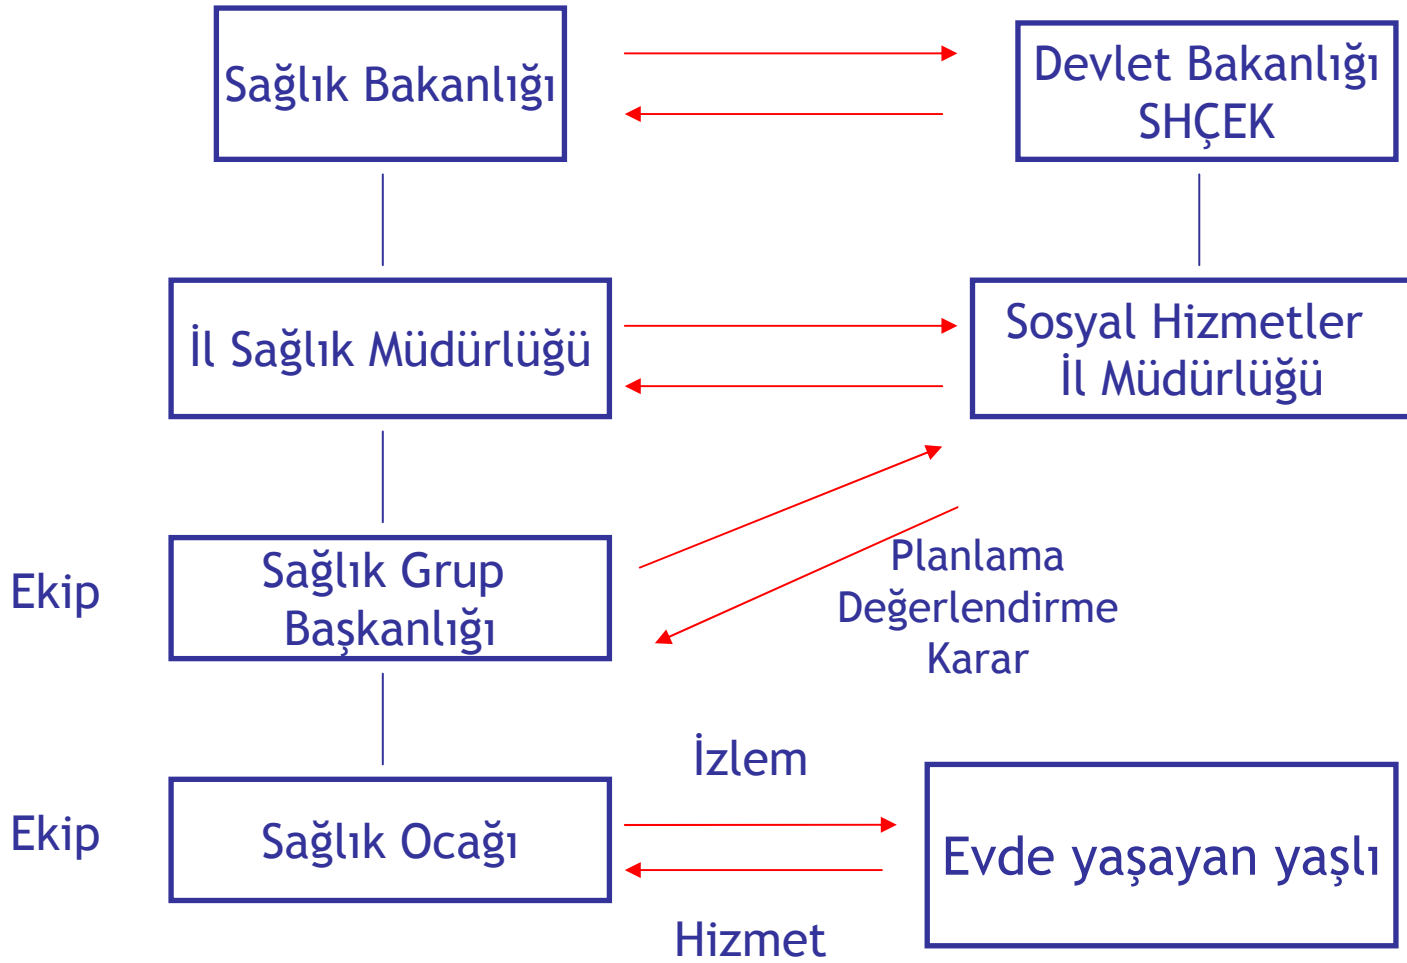 Sağlık Bakanlığı
Devlet Bakanlığı
SHÇEK
İl Sağlık Müdürlüğü
Sosyal Hizmetler
İl Müdürlüğü
Ekip
Sağlık Grup
Başkanlığı
Planlama
Değerlendirme
Karar
Ekip
Sağlık Ocağı
İzlem
Hizmet
Evde yaşayan yaşlı